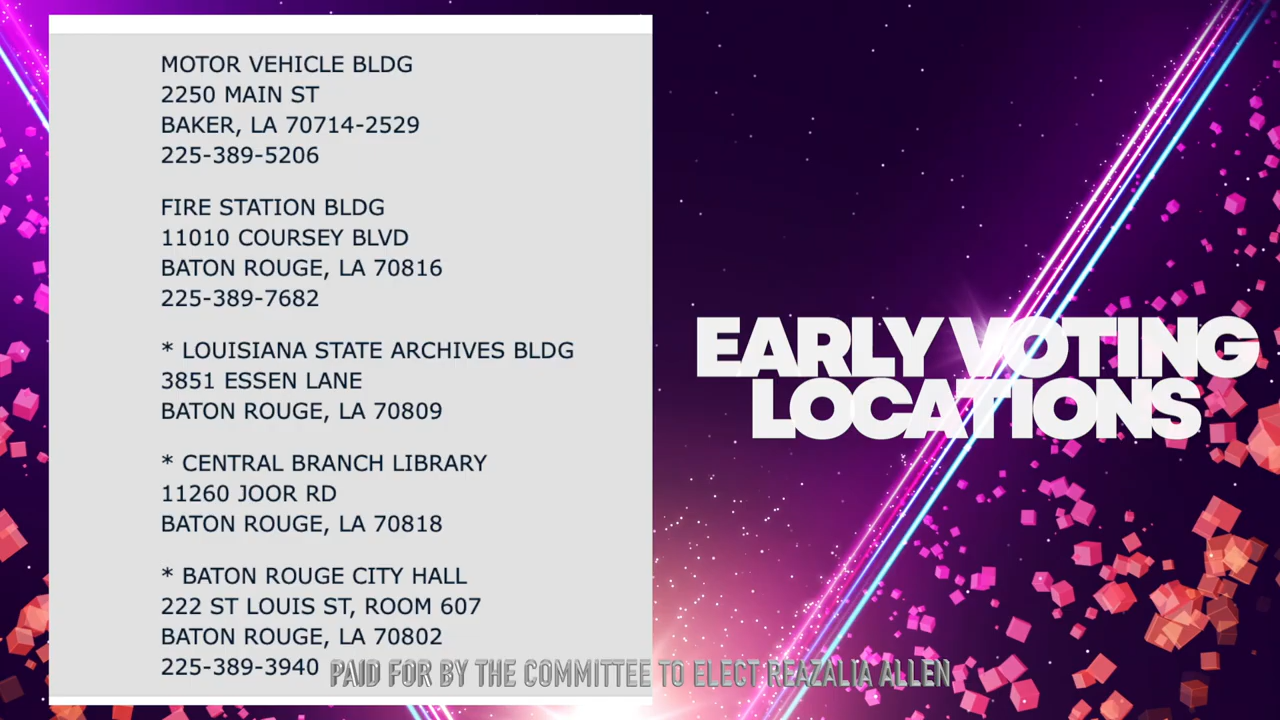 MOTOR VEHICLE BLDG
2250 MAIN ST
BAKER, LA 70714-2529
225-389-5206
FIRE STATION BLDG
11010 COURSEY BLVD
BATON ROUGE, LA 70816
225-389-7682
* LOUISIANA STATE ARCHIVES BLDG
3851 ESSEN LANE
BATON ROUGE, LA 70809
* CENTRAL BRANCH LIBRARY
11260 JOOR RD
BATON ROUGE, LA 70818
* BATON ROUGE CITY HALL
222 ST LOUIS ST, ROOM 607
BATON ROUGE, LA 70802
225-389-3940
EARLY VOTING
LOCATIONS
PAID FOR BY THE COMMITTEE TO ELECT REAZALIA ALLEN